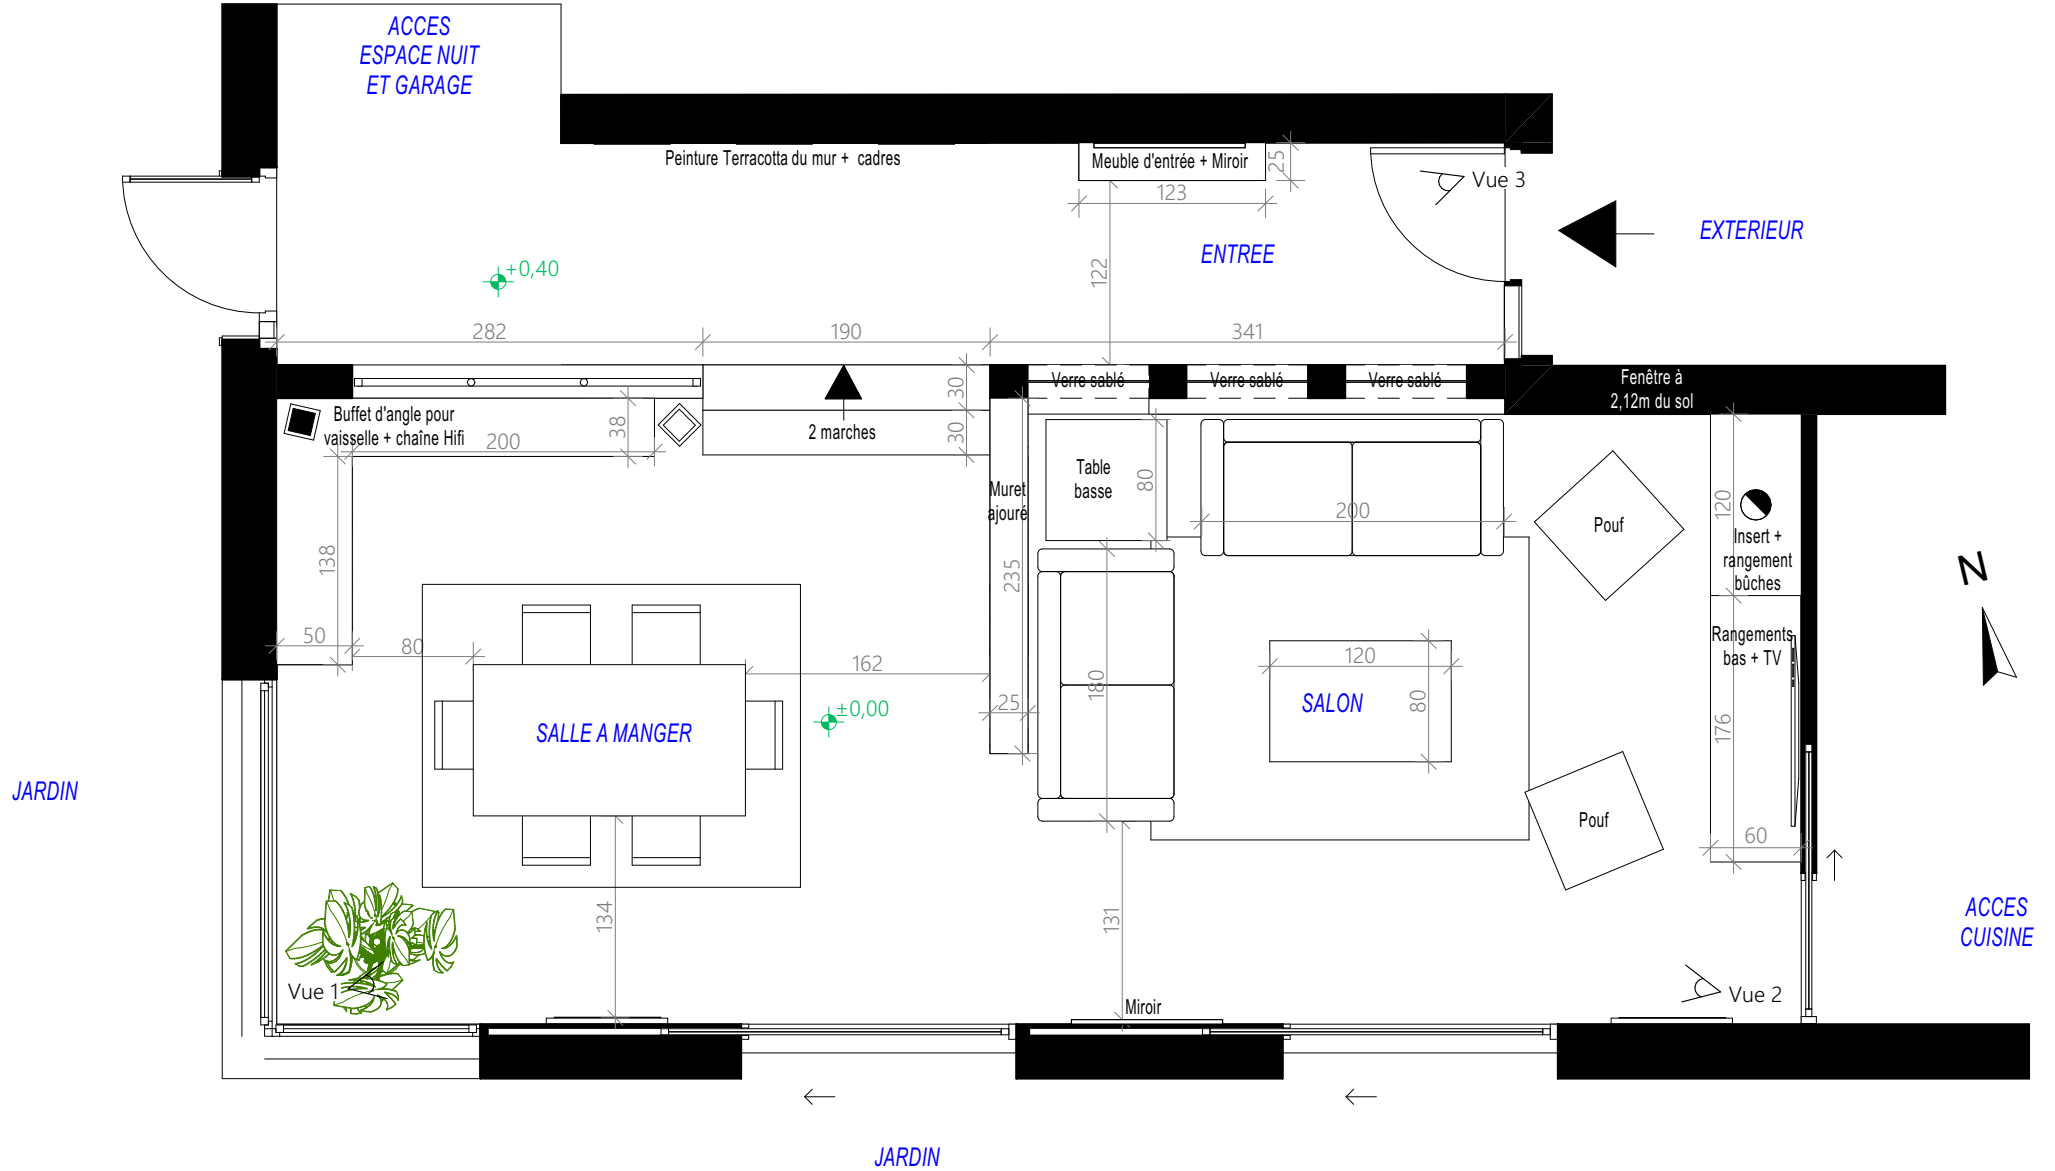 ACCES
ESPACE NUIT
ET GARAGE
Peinture Terracotta du mur + cadres
Meuble d'entrée + Miroir
25
123
Vue 3
EXTERIEUR
ENTREE
122
+0,40
282
190
341
Verre sablé
Verre sablé
Verre sablé
Fenêtre à
2,12m du sol
30
30
2 marches
Buffet d'angle pour
vaisselle + chaîne Hifi
38
200
138
50
80
162
Muret
ajouré
235
25
Table
basse
80
200
180
Pouf
120
Insert +
rangement
bûches
Rangements
bas + TV
176
60
N
120
80
SALON
SALLE A MANGER
±0,00
JARDIN
Pouf
134
131
Vue 1
Miroir
Vue 2
ACCES
CUISINE
JARDIN